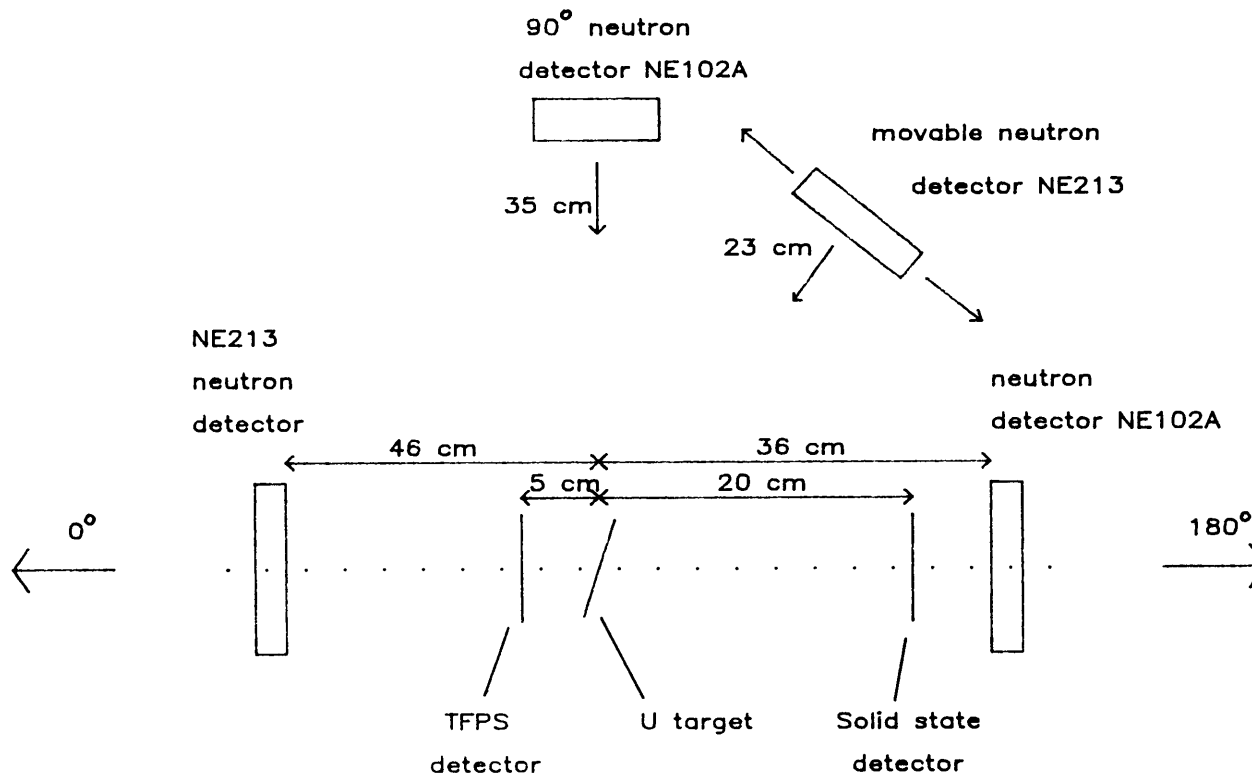 90° neutron
detector NE102A
movable neutron
detector NE213
35 cm
23 cm
NE213
neutron
detector
neutron
detector NE102A
46 cm
36 cm
5 cm
20 cm
0°
180°
TFPS
detector
U target
Solid state
detector